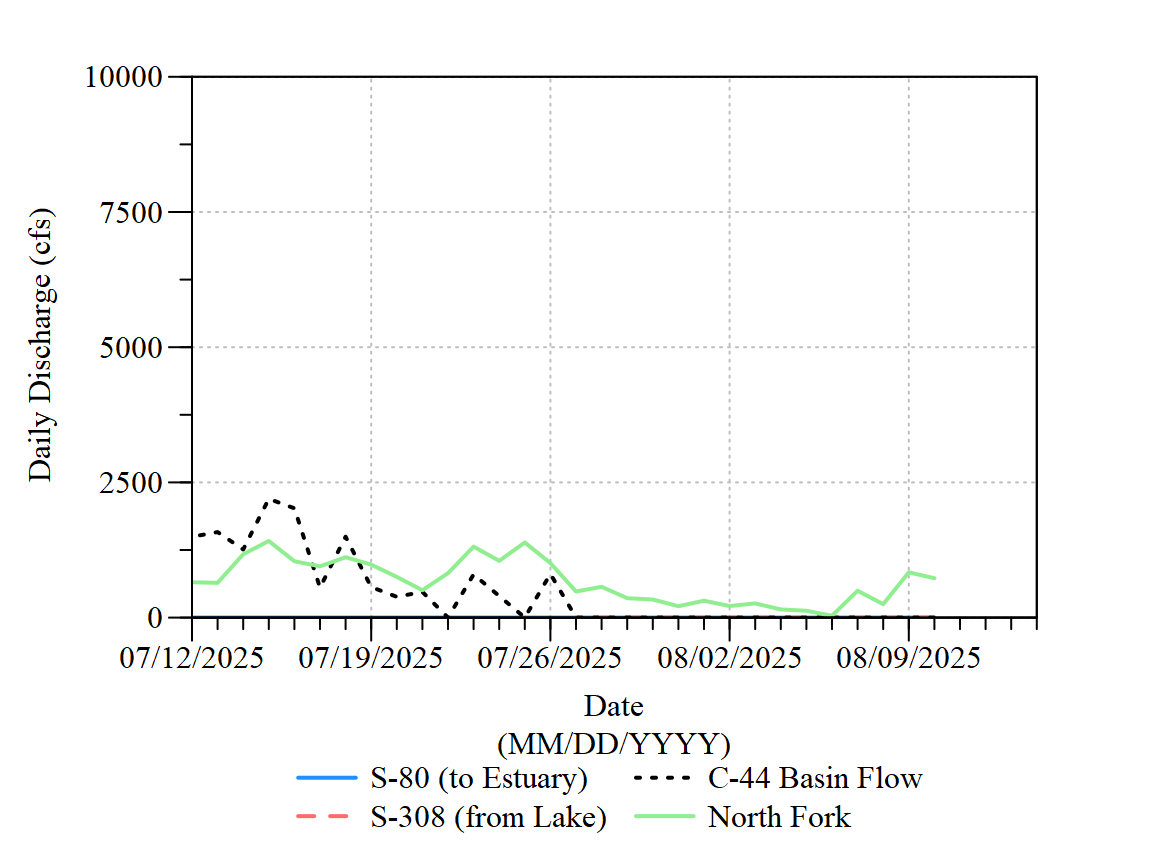 10000
7500
5000
2500
0
Daily Discharge (cfs)
07/12/2025 07/19/2025 07/26/2025 08/02/2025 08/09/2025
Date
(MM/DD/YYYY)
S-80 (to Estuary) C-44 Basin Flow
S-308 (from Lake) North Fork